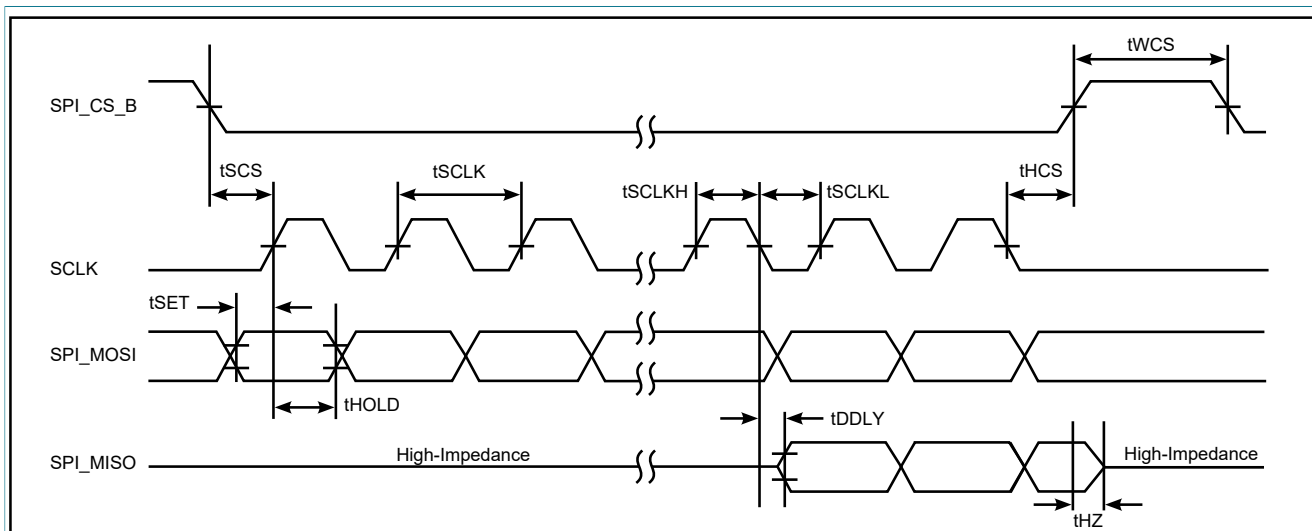 tWCS
SPI_CS_B
tSCS
tSCLK
tSCLKH
tSCLKL
tHCS
SCLK
tSET
SPI_MOSI
tHOLD
tDDLY
SPI_MISO
High-Impedance
High-Impedance
tHZ